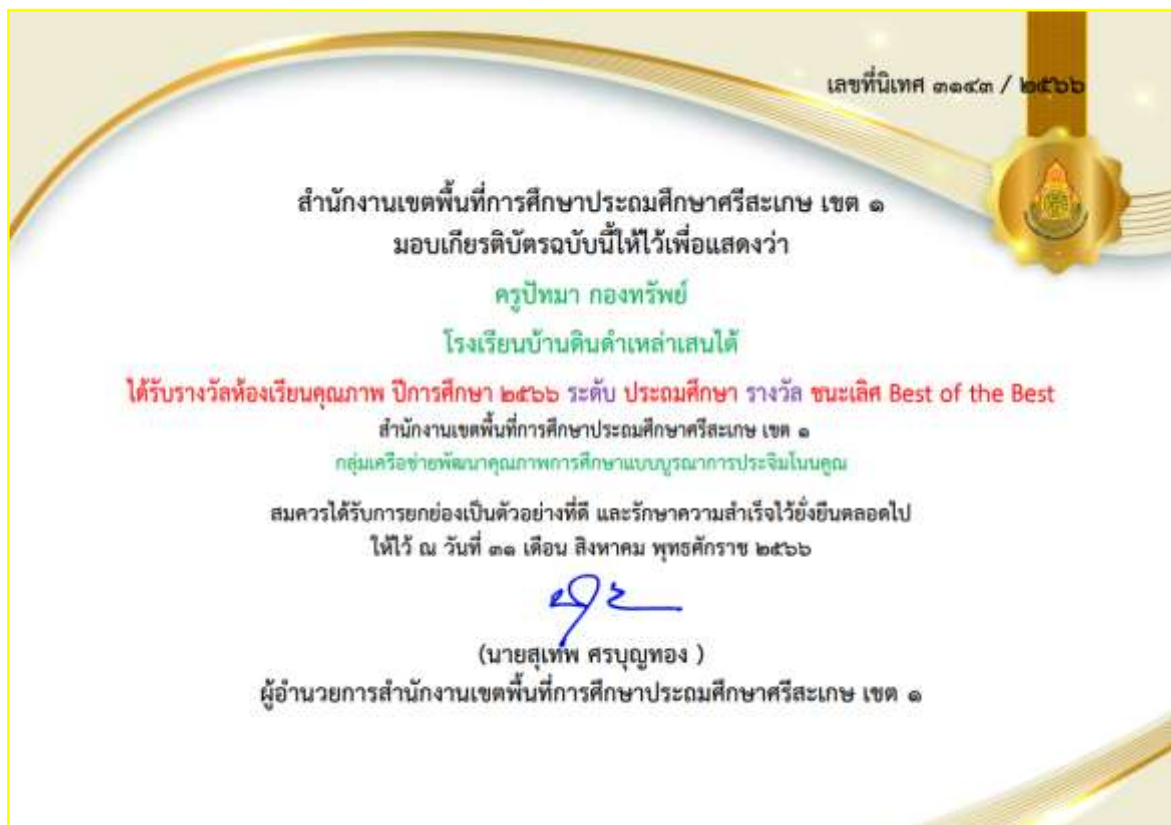 เลขที่นิเทศ ๓๑๔๓ / ๒๕๖๖
สำนักงานเขตพื้นที่การศึกษาประถมศึกษาศรีสะเกษ เขต ๑
มอบเกียรติบัตรฉบับนี้ให้ไว้เพื่อแสดงว่า
ครูปัทมา กองทรัพย์
โรงเรียนบ้านดินดำเหล่าเสนไต้
ได้รับรางวัลห้องเรียนคุณภาพ ปีการศึกษา ๒๕๖๖ ระดับ ประถมศึกษา รางวัล ชนะเลิศ Best of the Best
สำนักงานเขตพื้นที่การศึกษาประถมศึกษาศรีสะเกษ เขต ๑
กลุ่มเครือข่ายพัฒนาคุณภาพการศึกษาแบบบูรณาการประจิมโนนคูณ
สมควรได้รับการยกย่องเป็นตัวอย่างที่ดี และรักษาความสำเร็จไว้ยั่งยืนตลอดไป
ให้ไว้ ณ วันที่ ๓๑ เดือน สิงหาคม พุทธศักราช ๒๕๖๖
(นายสุเทพ ศรบุญทอง )
ผู้อำนวยการสำนักงานเขตพื้นที่การศึกษาประถมศึกษาศรีสะเกษ เขต ๑